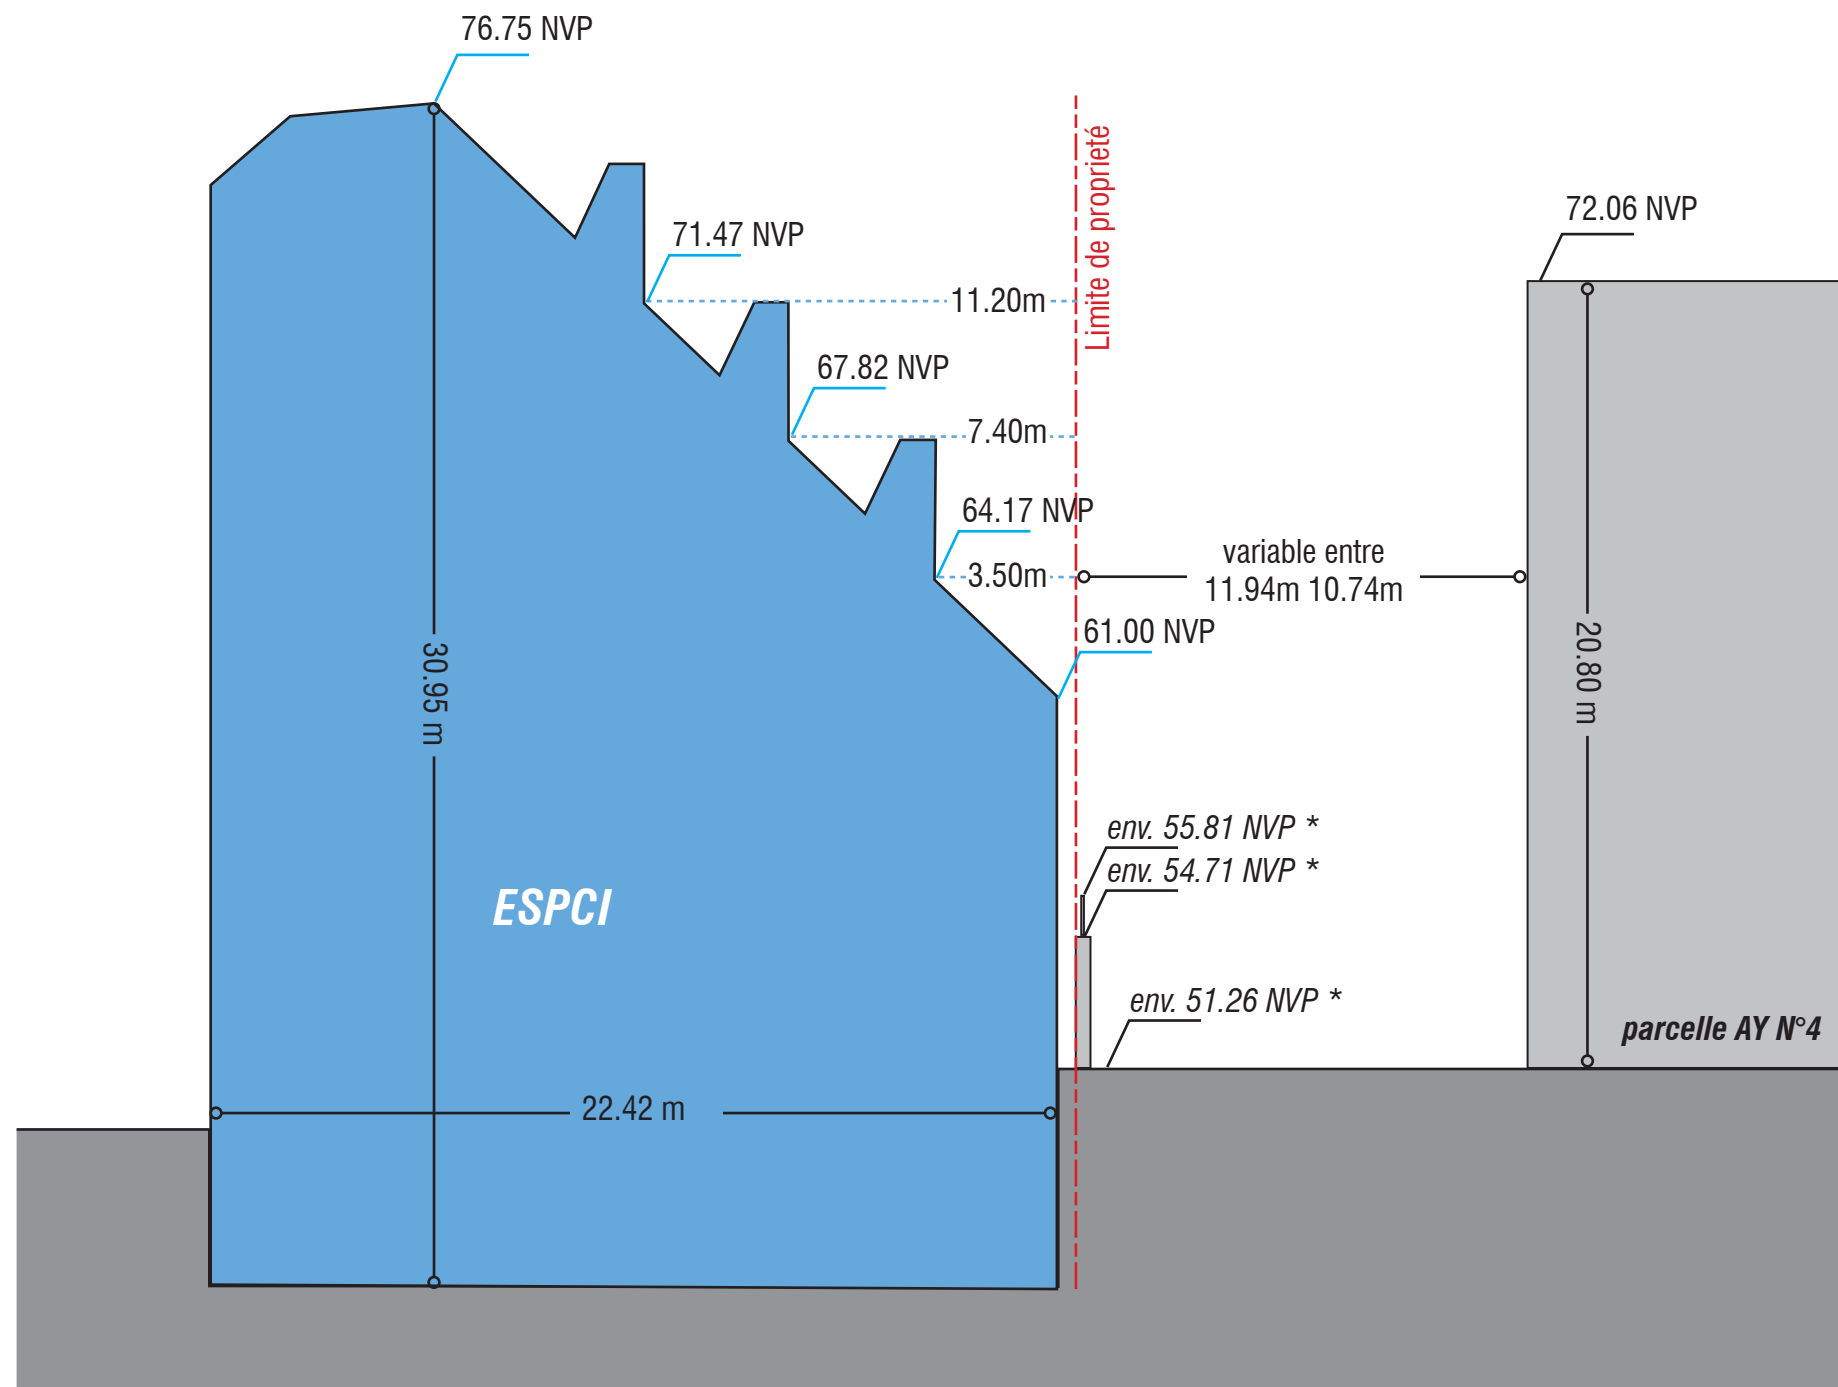 76.75 NVP
Limite de propriété
72.06 NVP
71.47 NVP
11.20m
67.82 NVP
7.40m
64.17 NVP
variable entre
3.50m
11.94m 10.74m
61.00 NVP
30.95 m
20.80 m
env. 55.81 NVP *
env. 54.71 NVP *
ESPCI
env. 51.26 NVP *
parcelle AY N°4
22.42 m